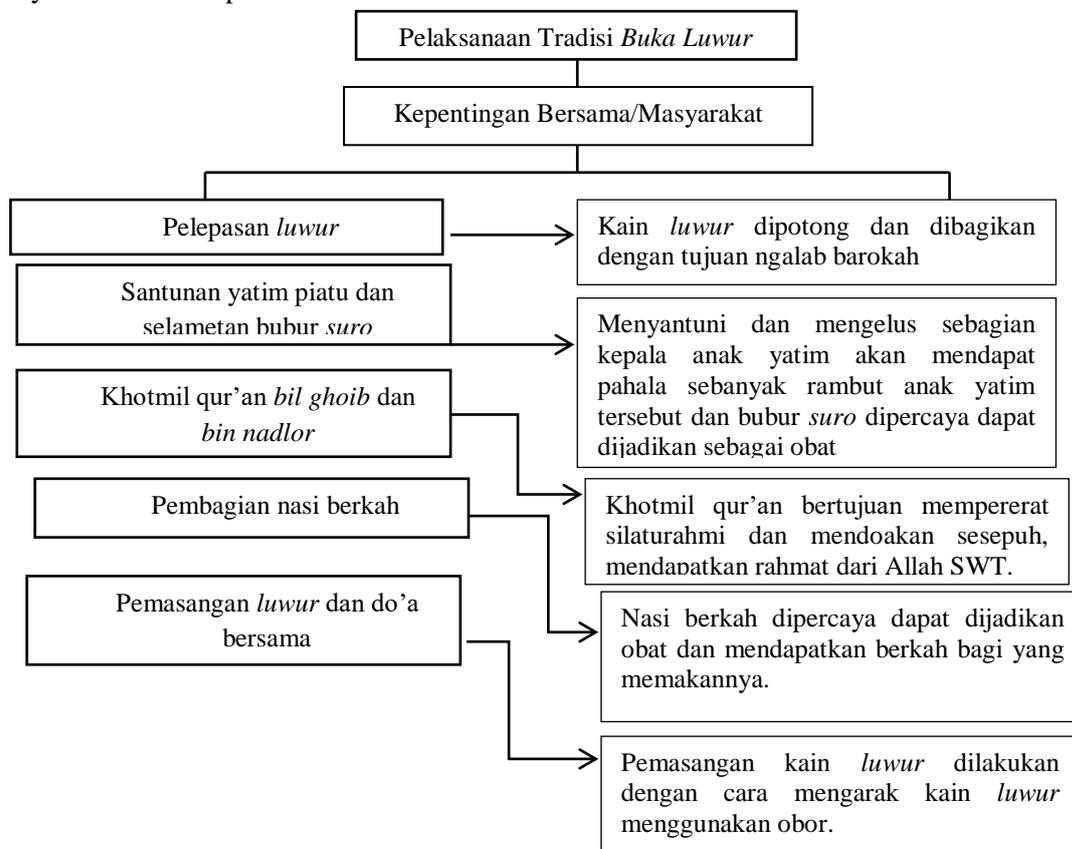 Pelaksanaan Tradisi Buka Luwur
Kepentingan Bersama/Masyarakat
Pelepasan luwur
Kain luwur dipotong dan dibagikan
dengan tujuan ngalab barokah
Santunan yatim piatu dan
selametan bubur suro
Menyantuni dan mengelus sebagian
kepala anak yatim akan mendapat
pahala sebanyak rambut anak yatim
tersebut dan bubur suro dipercaya dapat
dijadikan sebagai obat
Khotmil qur’an bil ghoib dan
bin nadlor
Khotmil qur’an bertujuan mempererat
silaturahmi dan mendoakan sesepuh,
mendapatkan rahmat dari Allah SWT.
Pembagian nasi berkah
Nasi berkah dipercaya dapat dijadikan
obat dan mendapatkan berkah bagi yang
memakannya.
Pemasangan luwur dan do’a
bersama
Pemasangan kain luwur dilakukan
dengan cara mengarak kain luwur
menggunakan obor.